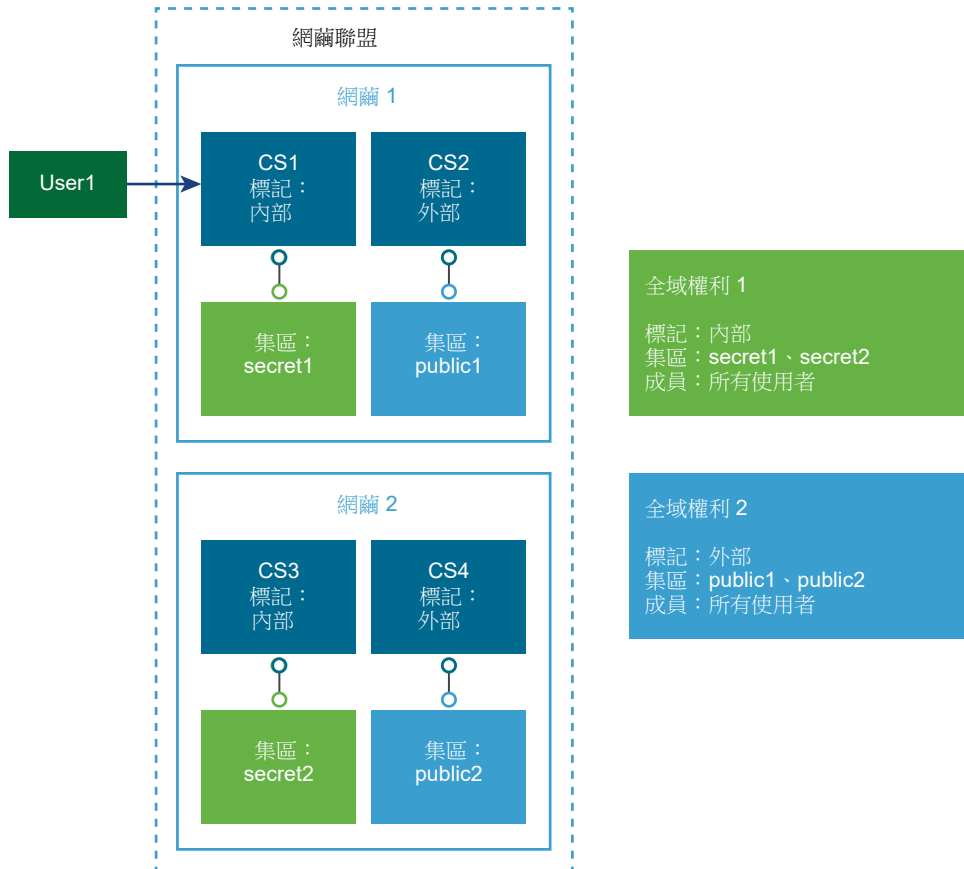 網繭聯盟
網繭 1
User1
CS1
標記：
內部
CS2
標記：
外部
集區：
secret1
集區：
public1
網繭 2
CS3
標記：
內部
CS4
標記：
外部
集區：
secret2
集區：
public2
全域權利 1
標記：內部
集區：secret1、secret2
成員：所有使用者
全域權利 2
標記：外部
集區：public1、public2
成員：所有使用者